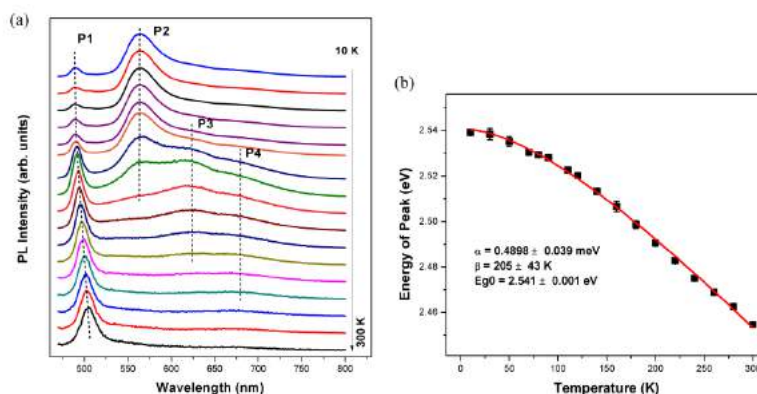 (a)
P1
P2
10 K
P3
P4
300 K
PL Intensity (arb. units)
500
550
600
650
700
750
800
Wavelength (nm)
(b)
2.54
2.52
2.50
2.48
2.46
Energy of Peak (eV)
α = 0.4898 ± 0.039 meV
β = 205 ± 43 K
Eg0 = 2.541 ± 0.001 eV
0
50
100
150
200
250
300
Temperature (K)